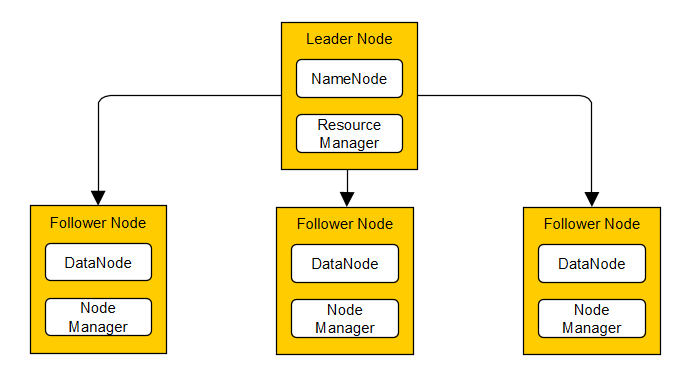 Leader Node
NameNode
Resource
Manager
Follower Node
DataNode
Node
Manager
Follower Node
DataNode
Node
Manager
Follower Node
DataNode
Node
Manager